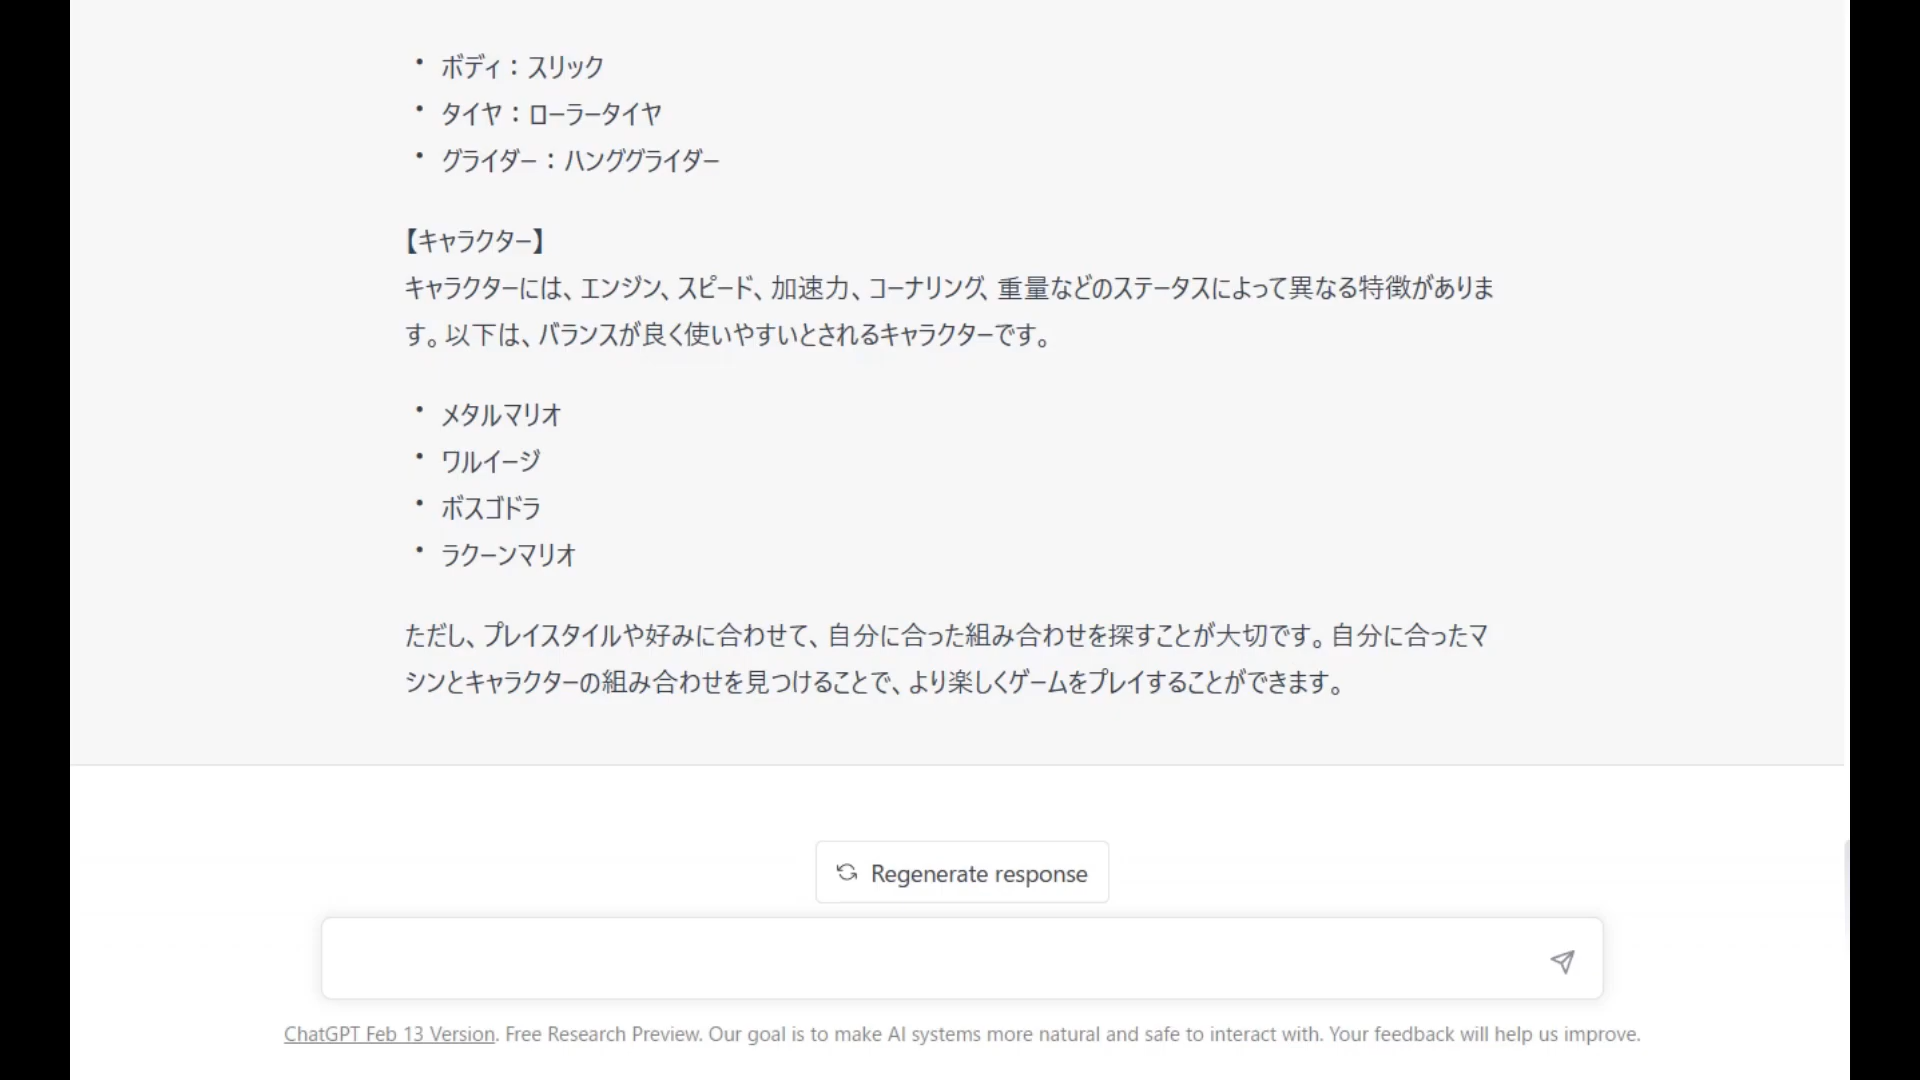 • ボディ：スリック
• タイヤ：ローラータイヤ
• グライダー：ハンググライダー
【キャラクター】
キャラクターには、エンジン、スピード、加速力、コーナリング、重量などのステータスによって異なる特徴がありま
す。以下は、バランスが良く使いやすいとされるキャラクターです。
• メタルマリオ
• ワルイージ
• ボスゴドラ
• ラクーンマリオ
ただし、プレイスタイルや好みに合わせて、自分に合った組み合わせを探すことが大切です。自分に合ったマ
シンとキャラクターの組み合わせを見つけることで、より楽しくゲームをプレイすることができます。
Regenerate response
ChatGPT Feb 13 Version. Free Research Preview. Our goal is to make AI systems more natural and safe to interact with. Your feedback will help us improve.